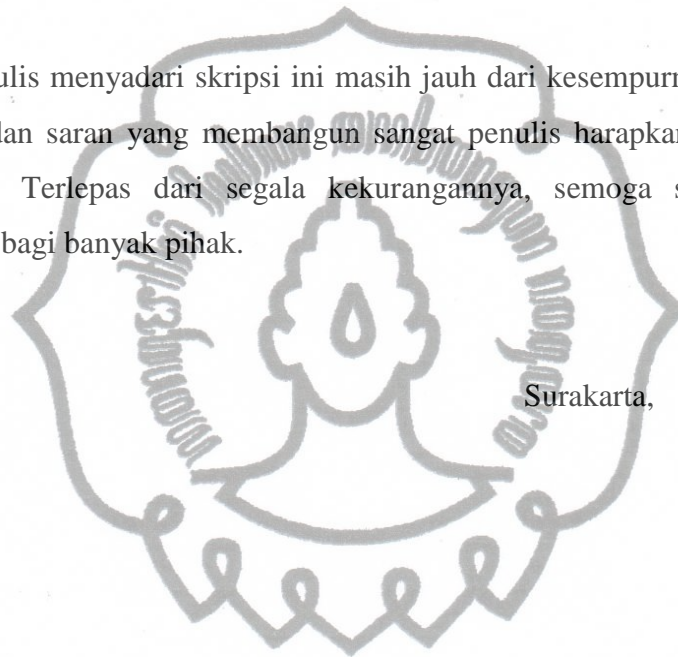 ulis menyadari skripsi ini masih jauh dari kesempurn
dan saran yang membangun sangat penulis harapkan
Terlepas dari segala kekurangannya, semoga s
bagi banyak pihak.
Surakarta,